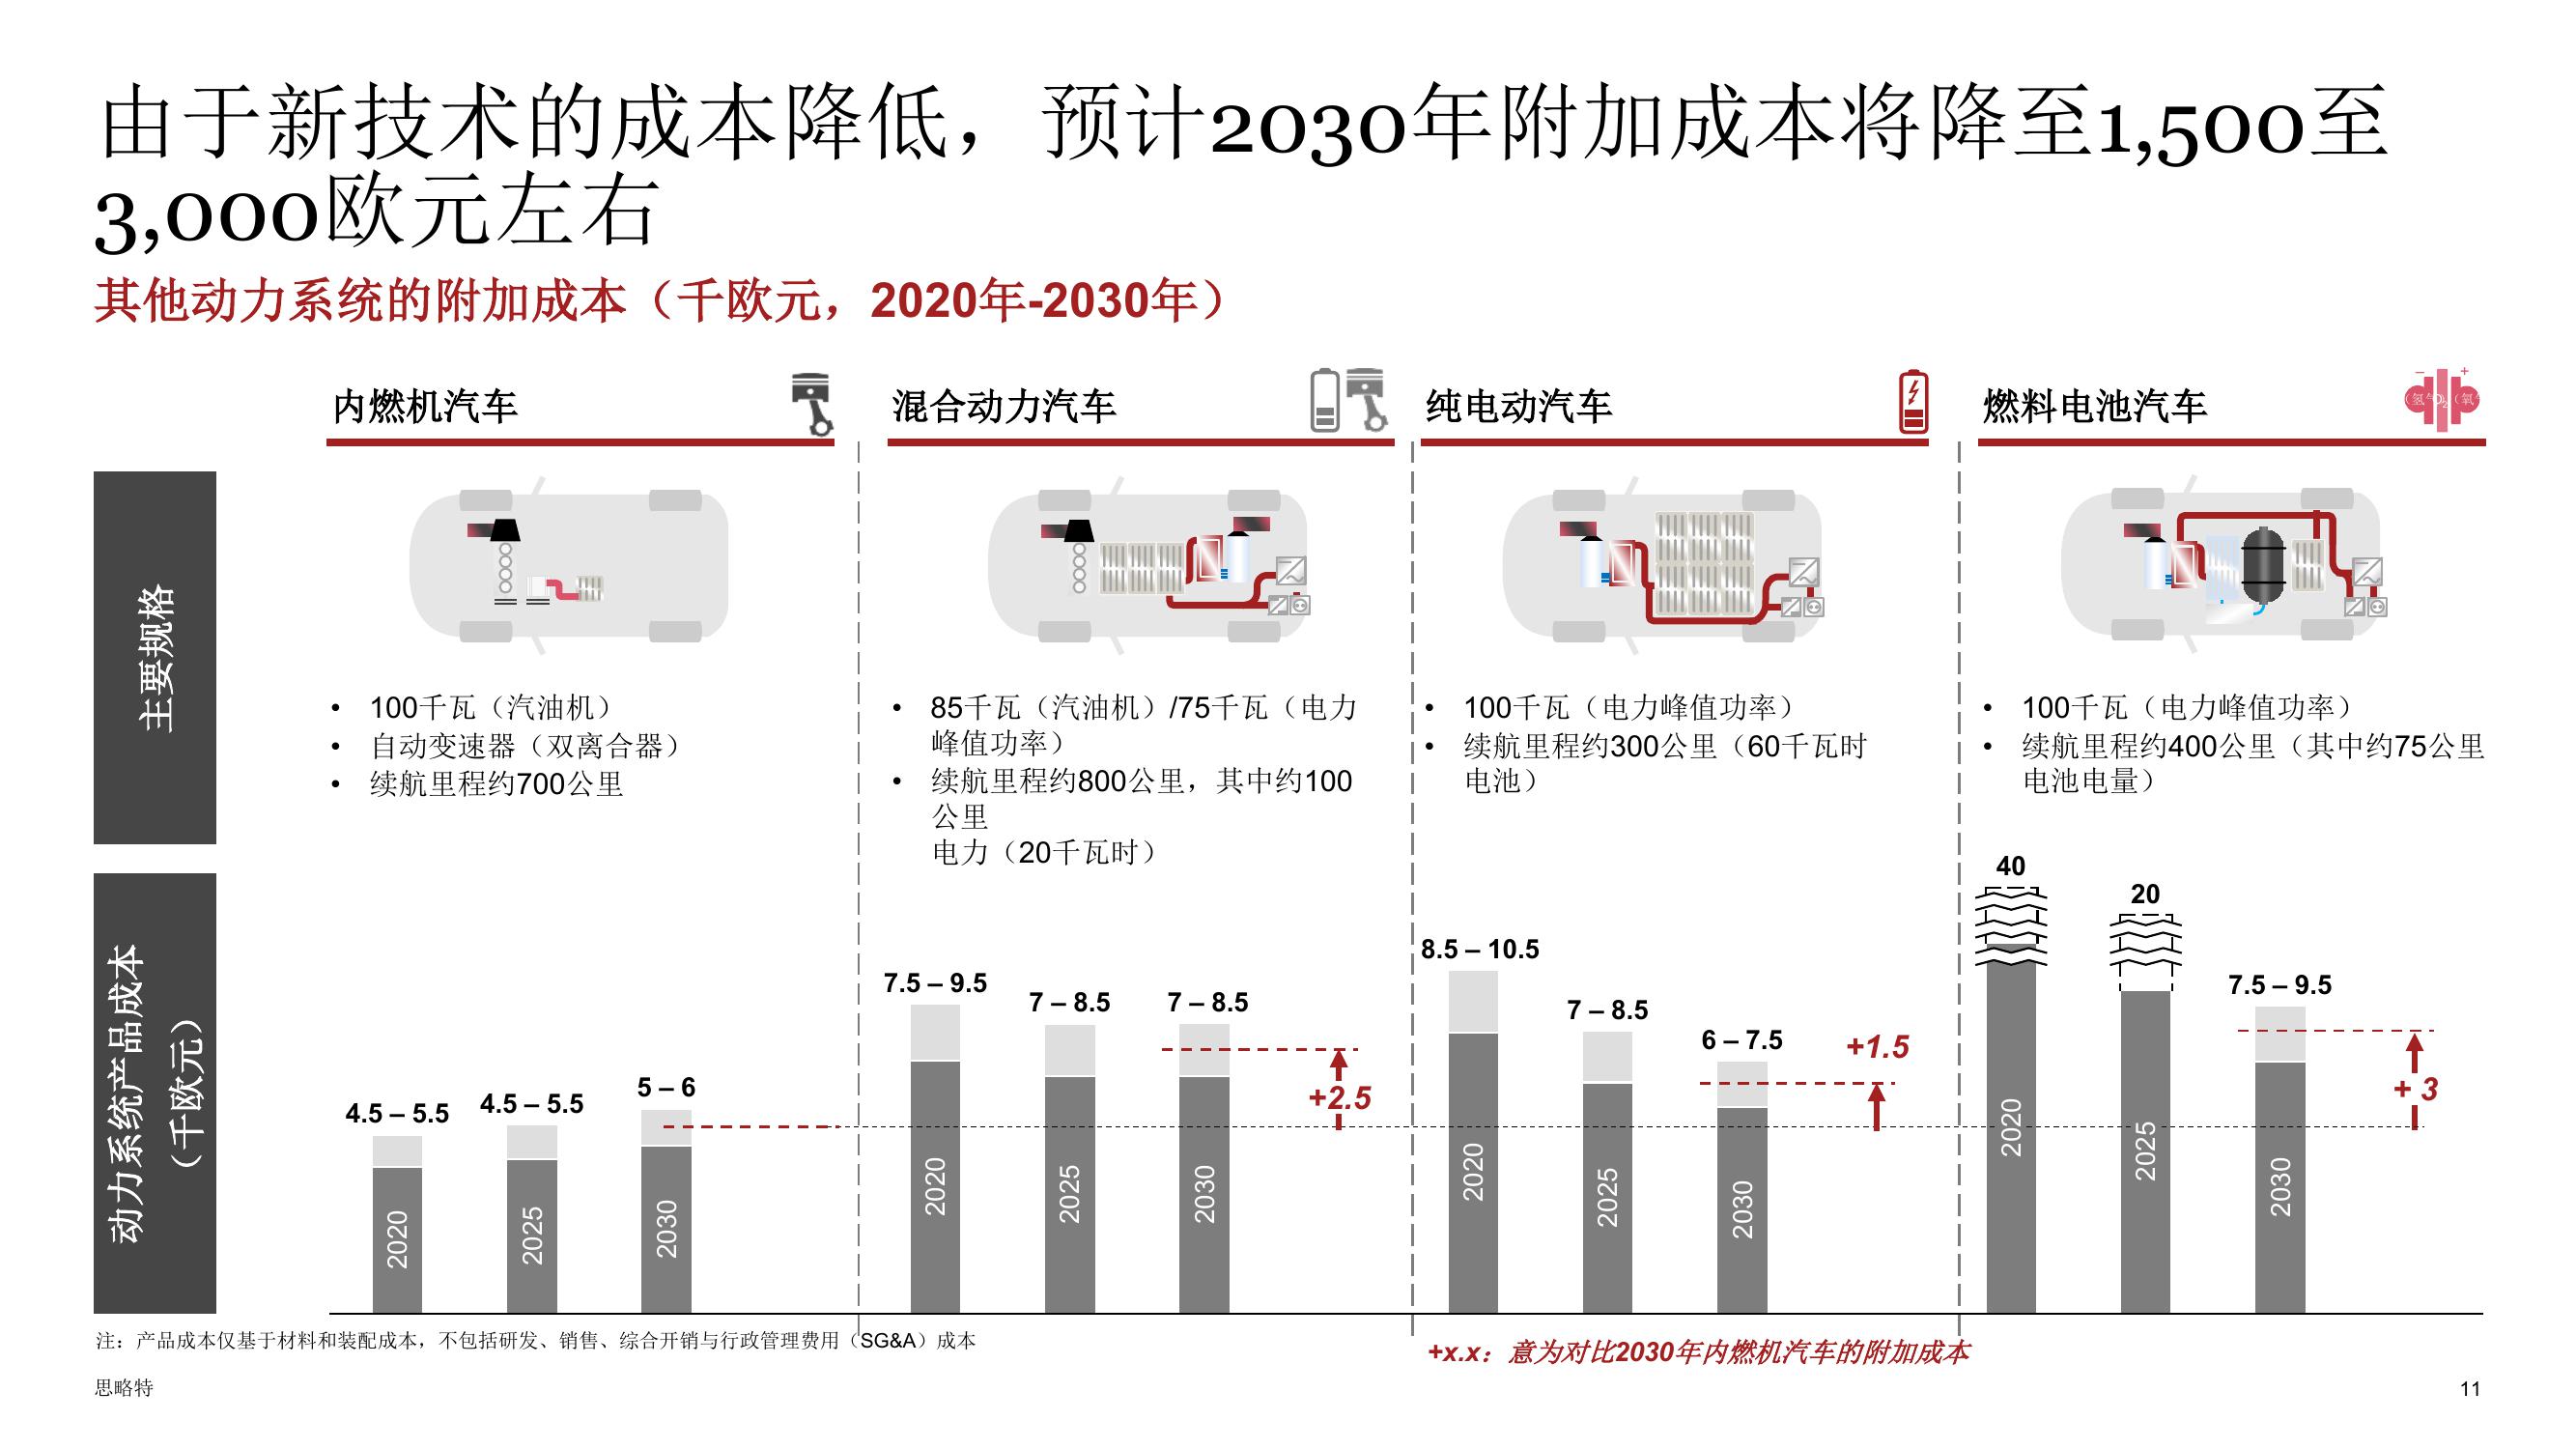 由于新技术的成本降低，预计2030年附加成本将降至1,500至
3,000欧元左右
其他动力系统的附加成本（千欧元，2020年-2030年）
内燃机汽车
混合动力汽车
纯电动汽车
燃料电池汽车
− +
主要规格
• 100千瓦（汽油机）
• 自动变速器（双离合器）
• 续航里程约700公里
• 85千瓦（汽油机）/75千瓦（电力
峰值功率）
• 续航里程约800公里，其中约100
公里
电力（20千瓦时）
• 100千瓦（电力峰值功率）
• 续航里程约300公里（60千瓦时
电池）
• 100千瓦（电力峰值功率）
• 续航里程约400公里（其中约75公里
电池电量）
动力系统产品成本
（千欧元）
4.5 – 5.5
2020
4.5 – 5.5
2025
5 – 6
2030
7.5 – 9.5
2020
7 – 8.5
2025
7 – 8.5
2030
+2.5
8.5 – 10.5
2020
7 – 8.5
2025
6 – 7.5
2030
+1.5
40
2020
20
2025
7.5 – 9.5
2030
+ 3
注：产品成本仅基于材料和装配成本，不包括研发、销售、综合开销与行政管理费用（SG&A）成本
+x.x：意为对比2030年内燃机汽车的附加成本
思略特
11